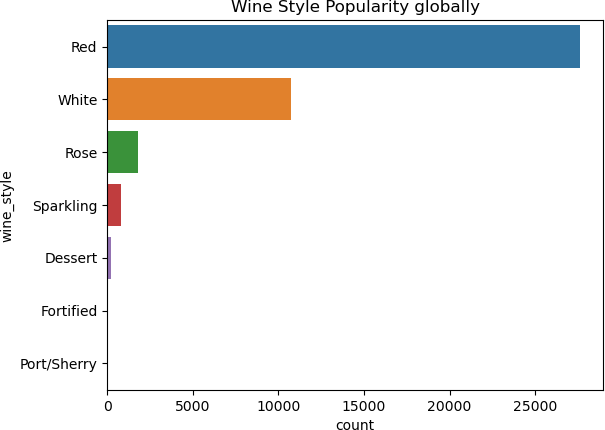 Wine Style Popularity globally
wine_style
Red
White
Rose
Sparkling
Dessert
Fortified
Port/Sherry
0 5000 10000 15000 20000 25000
count